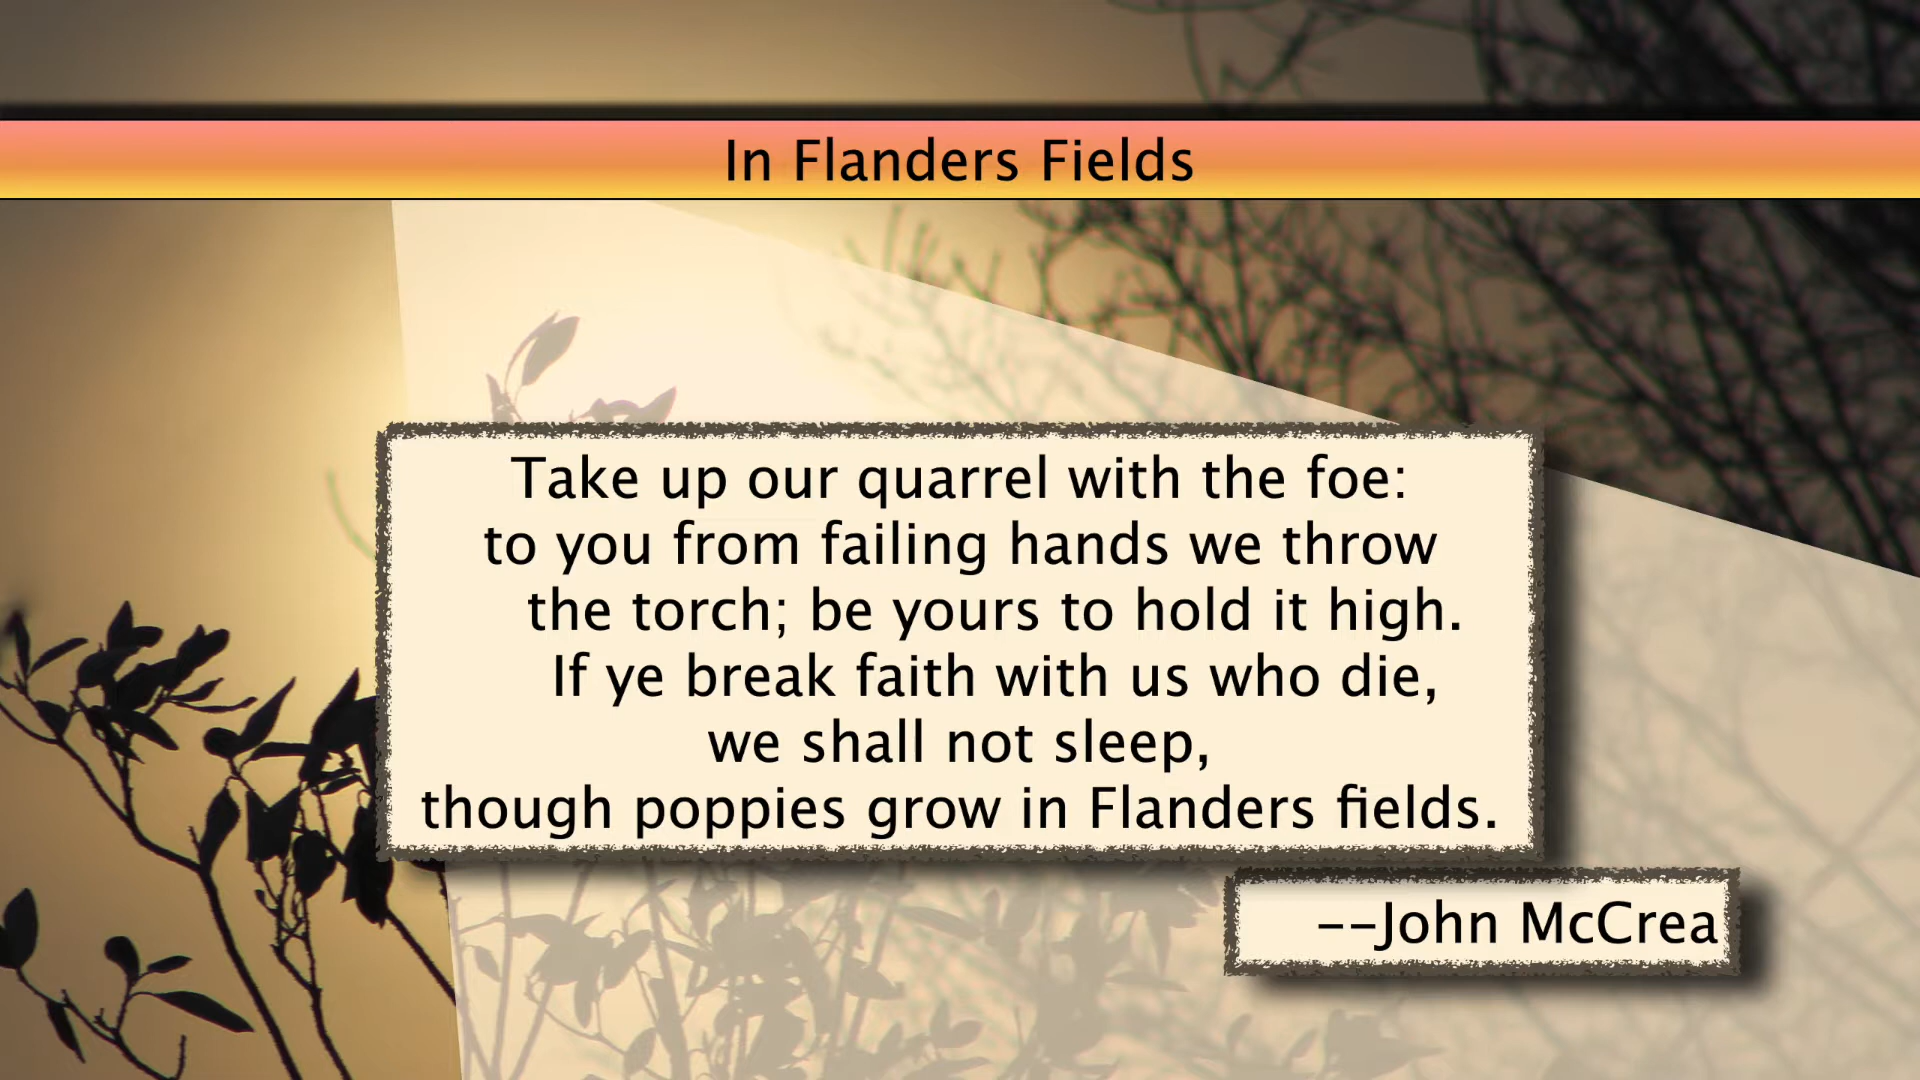 In Flanders Fields
Take up our quarrel with the foe:
to you from failing hands we throw
the torch; be yours to hold it high.
If ye break faith with us who die,
we shall not sleep,
though poppies grow in Flanders fields.
--John McCrea